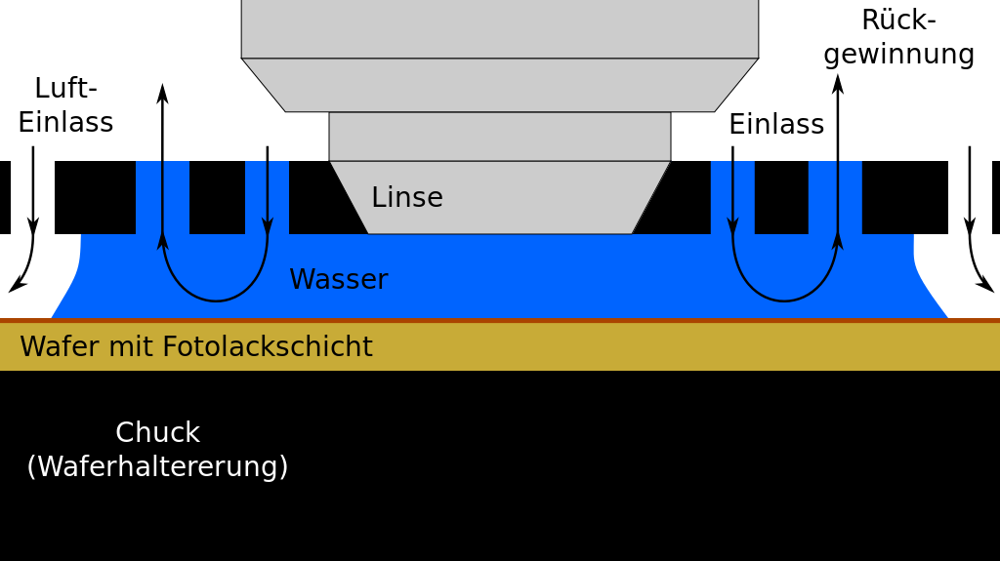 Rück-
gewinnung
Luft-
Einlass
Einlass
Linse
Wasser
Wafer mit Fotolackschicht
Chuck
(Waferhaltererung)